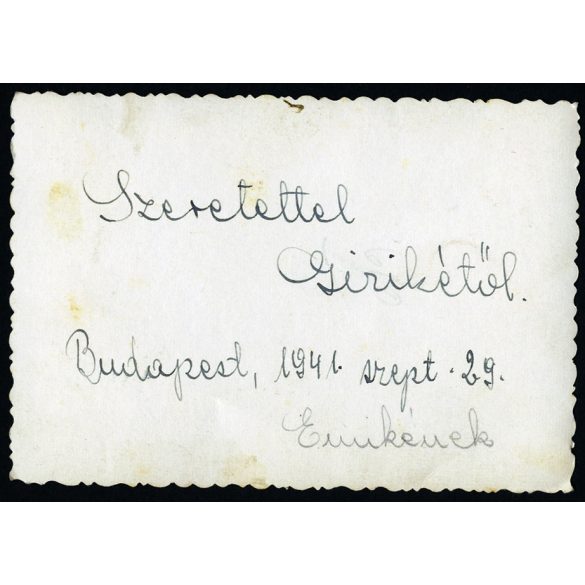 Szeretettel
Girikétől.
Budapest, 1941. szept. 29.
Emikének